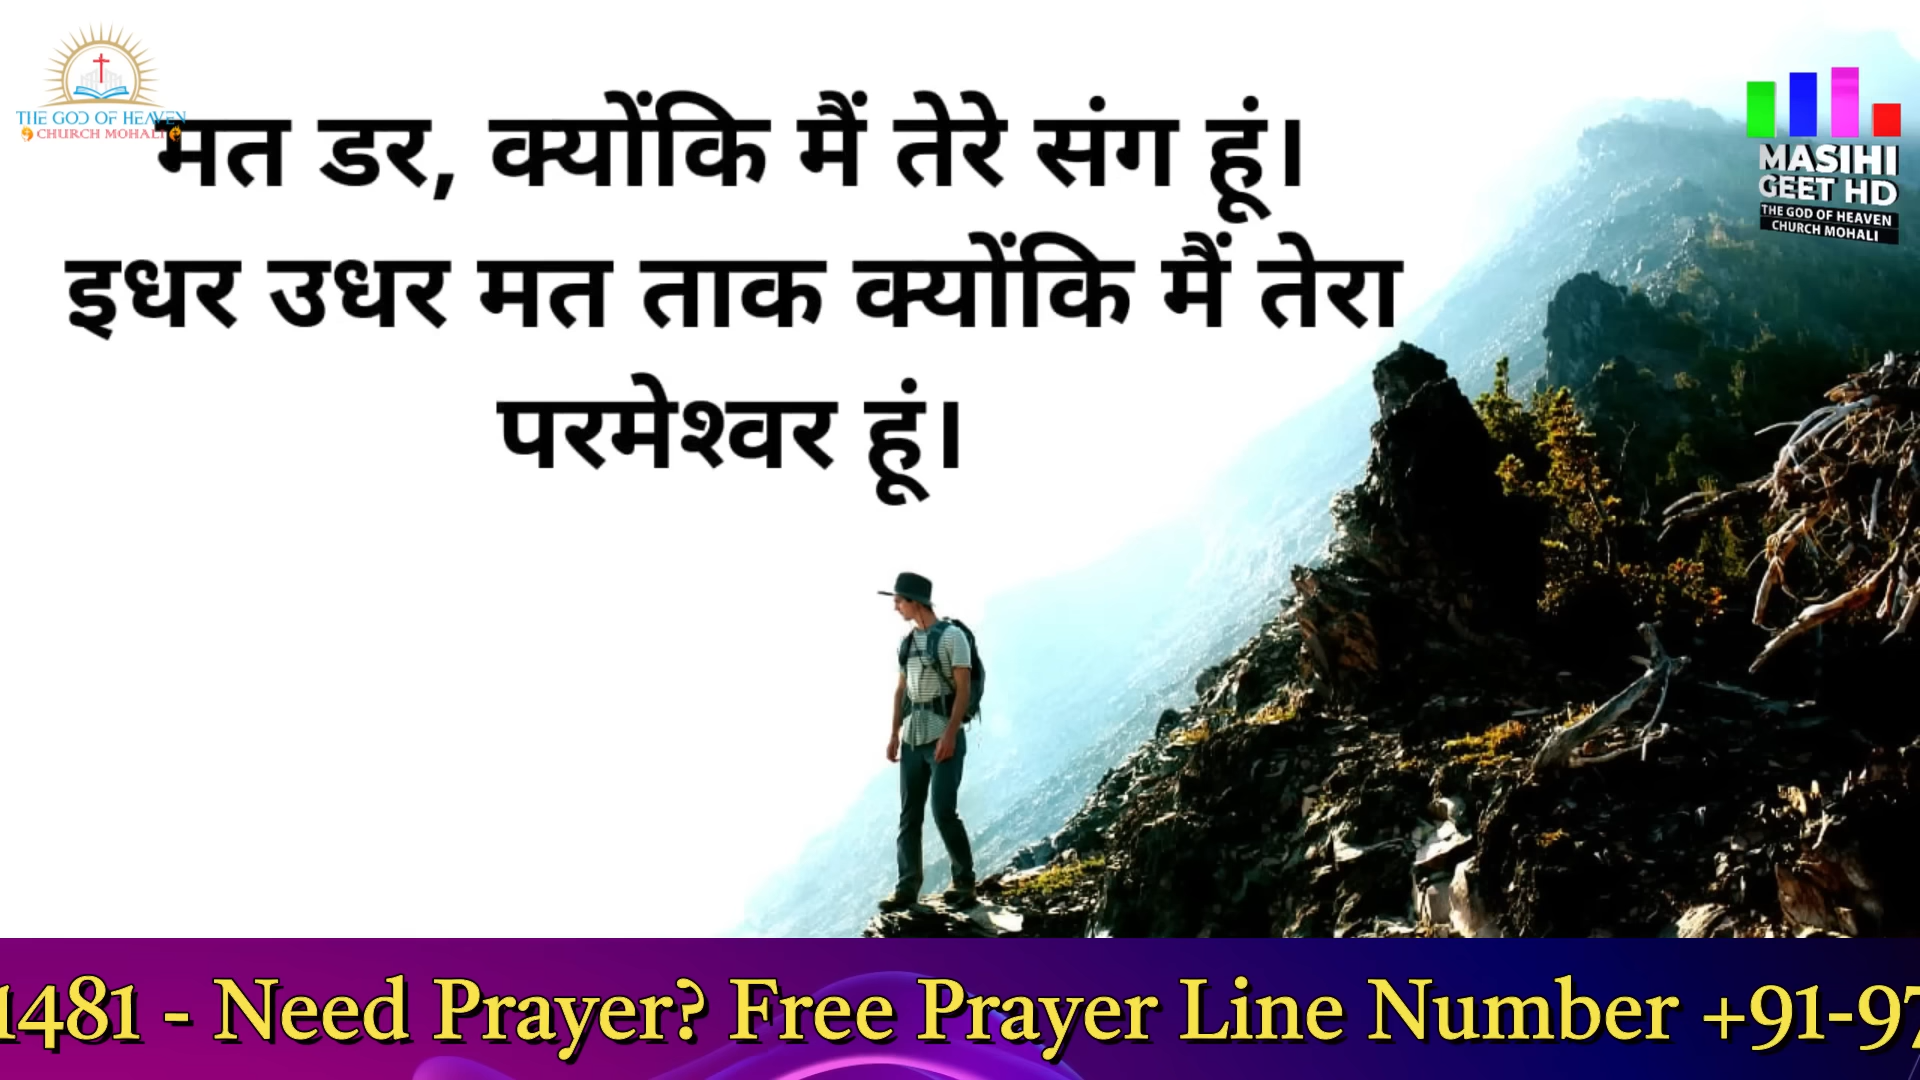 THE GOD OF HEAVEN
CHURCH MOHALI
मत डर, क्योंकि मैं तेरे संग हूं।
इधर उधर मत ताक क्योंकि मैं तेरा
परमेश्वर हूं।
MASIHI
GEET HD
THE GOD OF HEAVEN
CHURCH MOHALI
1481 - Need Prayer? Free Prayer Line Number +91-97